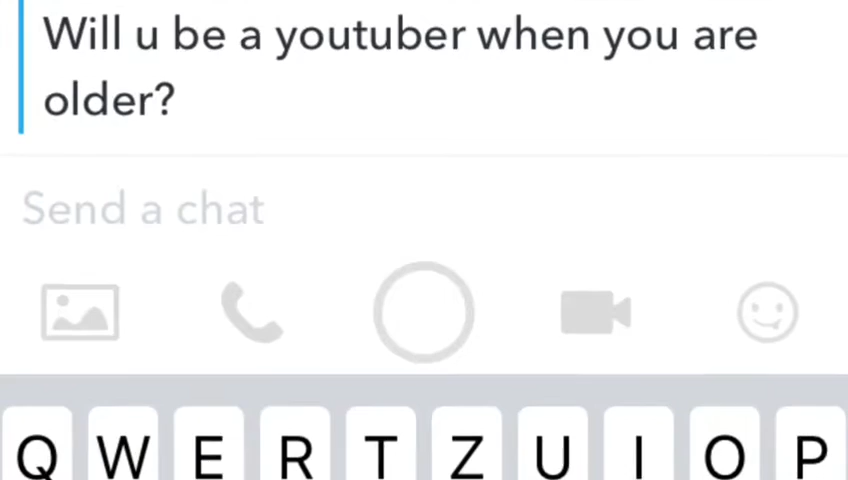 Will u be a youtuber when you are
older?
Send a chat
Q W E R T Z U I O P